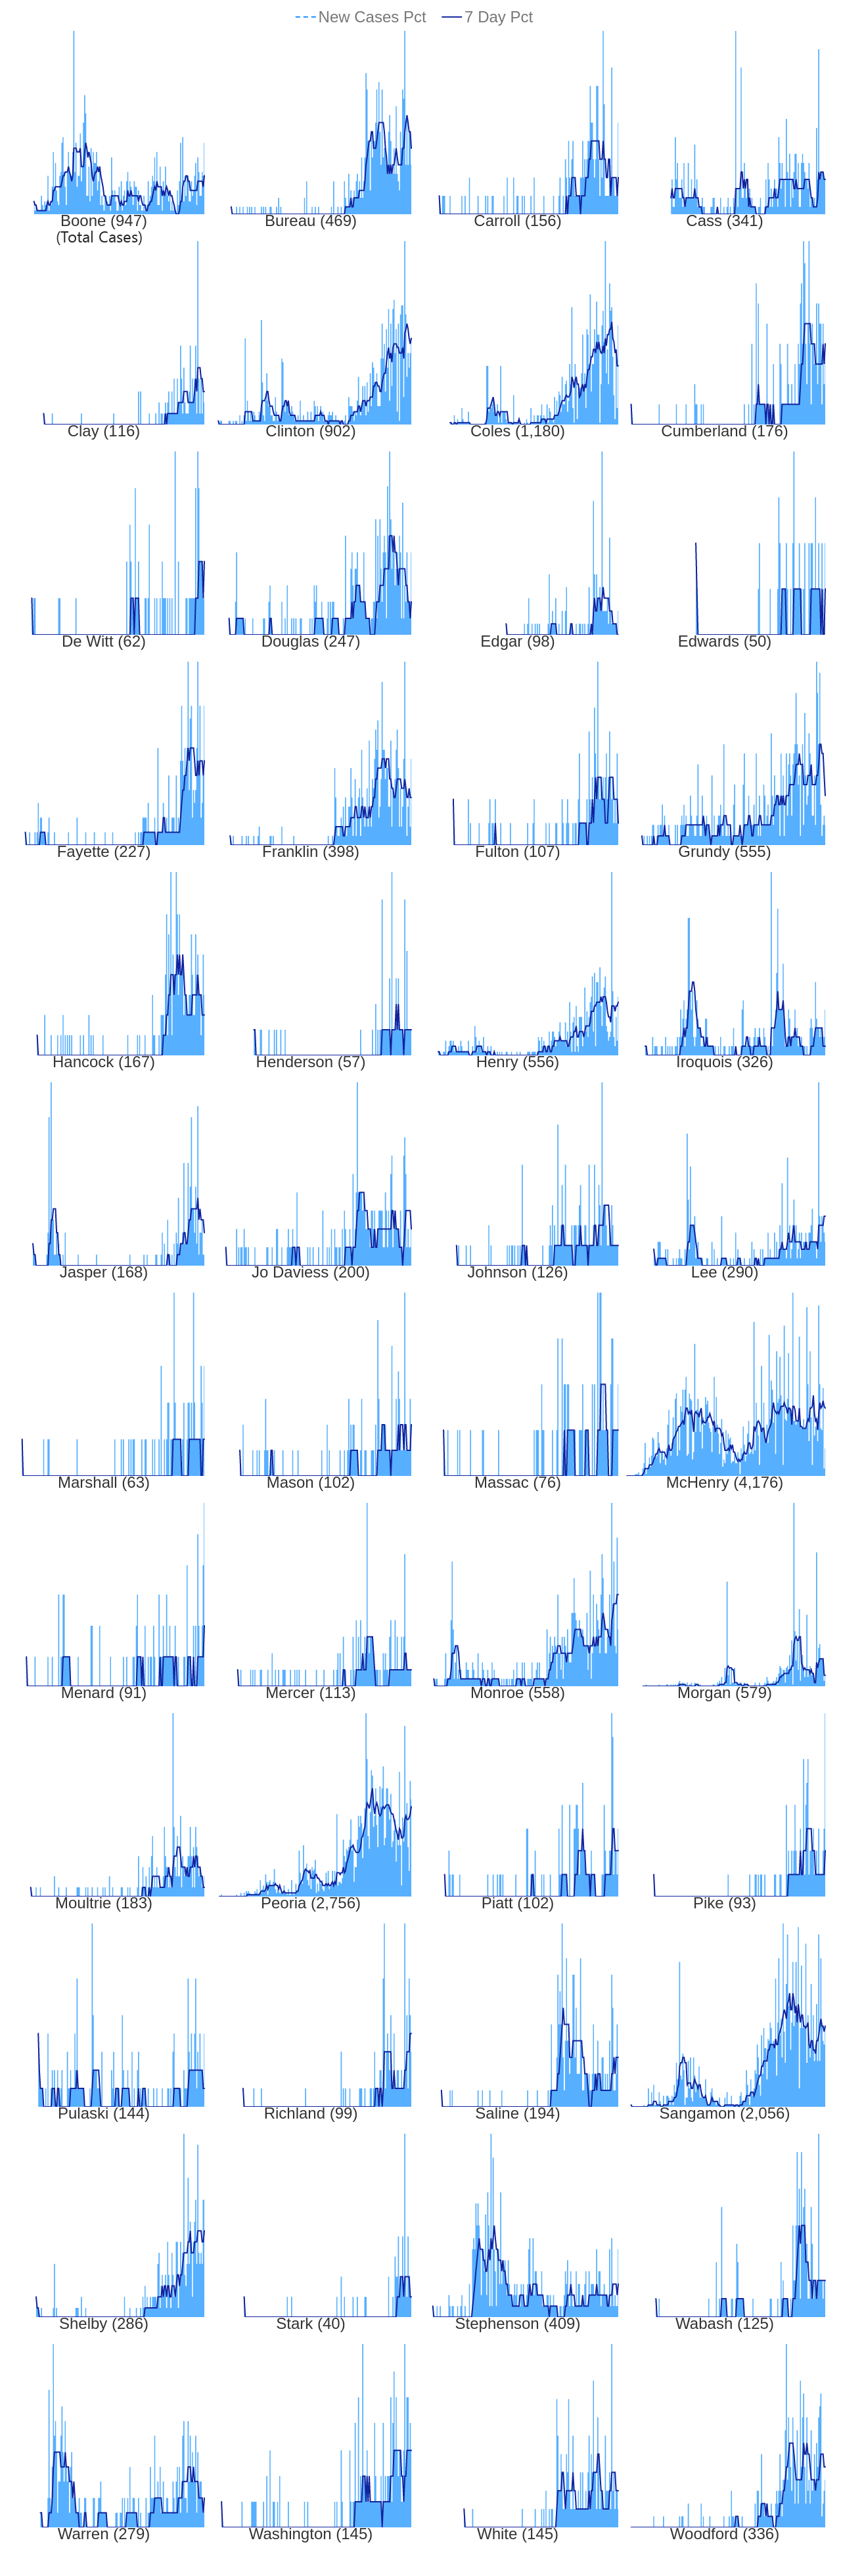 New Cases Pct 7 Day Pct
Boone (947) Bureau (469) Carroll (156) Cass (341)
(Total Cases)
Clay (116) Clinton (902) Coles (1,180) Cumberland (176)
De Witt (62) Douglas (247) Edgar (98) Edwards (50)
Fayette (227) Franklin (398) Fulton (107) Grundy (555)
Hancock (167) Henderson (57) Henry (556) Iroquois (326)
Jasper (168) Jo Daviess (200) Johnson (126) Lee (290)
Marshall (63) Mason (102) Massac (76) McHenry (4,176)
Menard (91) Mercer (113) Monroe (558) Morgan (579)
Moultrie (183) Peoria (2,756) Piatt (102) Pike (93)
Pulaski (144) Richland (99) Saline (194) Sangamon (2,056)
Shelby (286) Stark (40) Stephenson (409) Wabash (125)
Warren (279) Washington (145) White (145) Woodford (336)